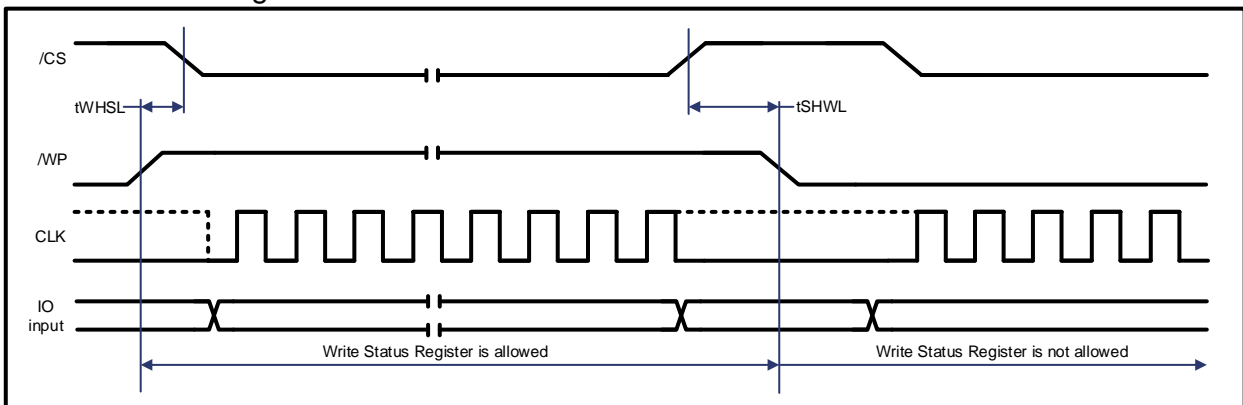 /CS
tWHSL
tSHWL
/WP
CLK
IO
input
Write Status Register is allowed
Write Status Register is not allowed